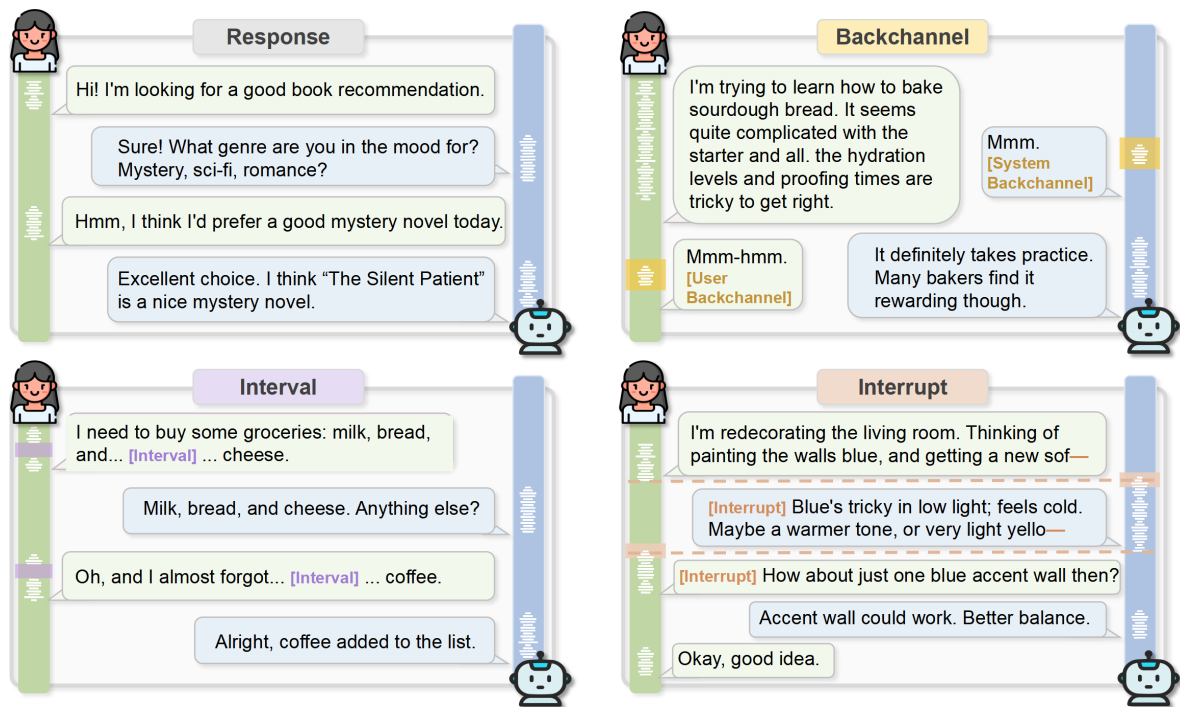 Response
Hi! I'm looking for a good book recommendation.
Sure! What genre are you in the mood for?
Mystery, sci-fi, romance?
Hmm, I think I'd prefer a good mystery novel today.
Excellent choice. I think “The Silent Patient”
is a nice mystery novel.
Backchannel
I'm trying to learn how to bake
sourdough bread. It seems
quite complicated with the
starter and all. the hydration
levels and proofing times are
tricky to get right.
Mmm.
[System
Backchannel]
Mmm-hmm.
[User
Backchannel]
It definitely takes practice.
Many bakers find it
rewarding though.
Interval
I need to buy some groceries: milk, bread,
and... [Interval] ... cheese.
Milk, bread, and cheese. Anything else?
Oh, and I almost forgot... [Interval] ... coffee.
Alright, coffee added to the list.
Interrupt
I'm redecorating the living room. Thinking of
painting the walls blue, and getting a new sof—
[Interrupt] Blue's tricky in low light; feels cold.
Maybe a warmer tone, or very light yello—
[Interrupt] How about just one blue accent wall then?
Accent wall could work. Better balance.
Okay, good idea.